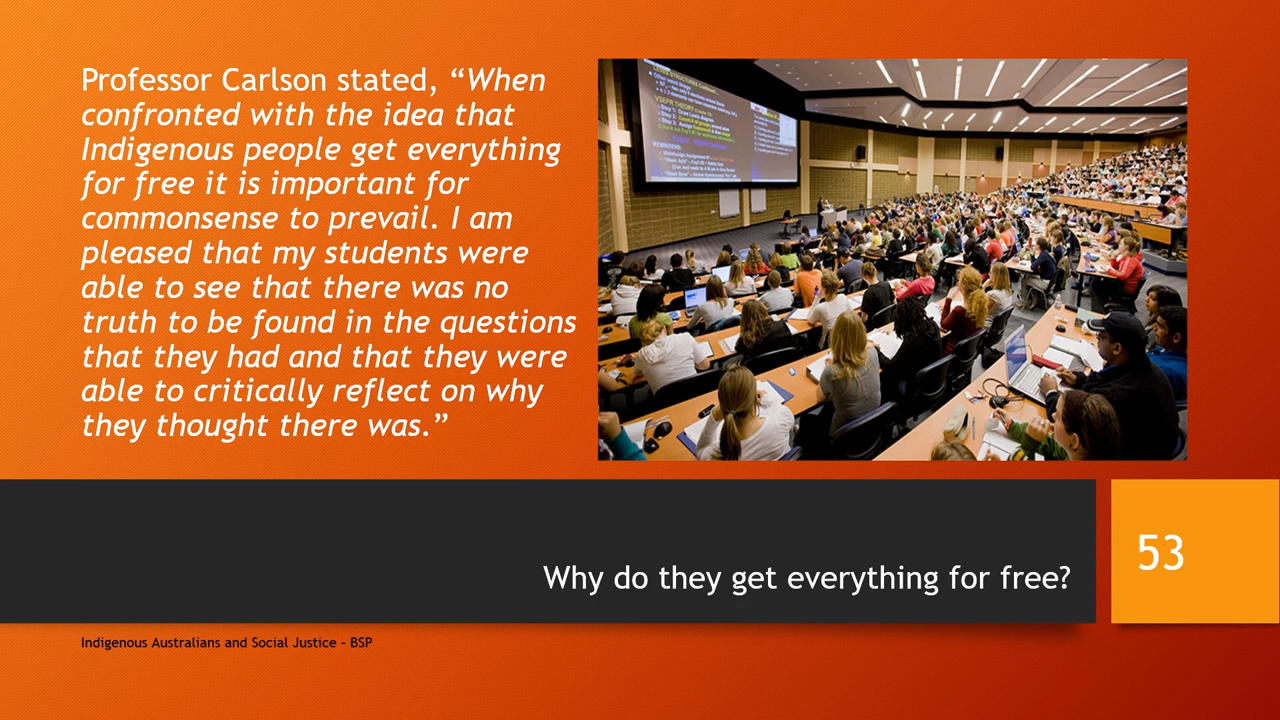 Professor Carlson stated, “When
confronted with the idea that
Indigenous people get everything
for free it is important for
commonsense to prevail. I am
pleased that my students were
able to see that there was no
truth to be found in the questions
that they had and that they were
able to critically reflect on why
they thought there was.”
VSEPR THEORY
REMINDERS:
Why do they get everything for free?
53
Indigenous Australians and Social Justice - BSP